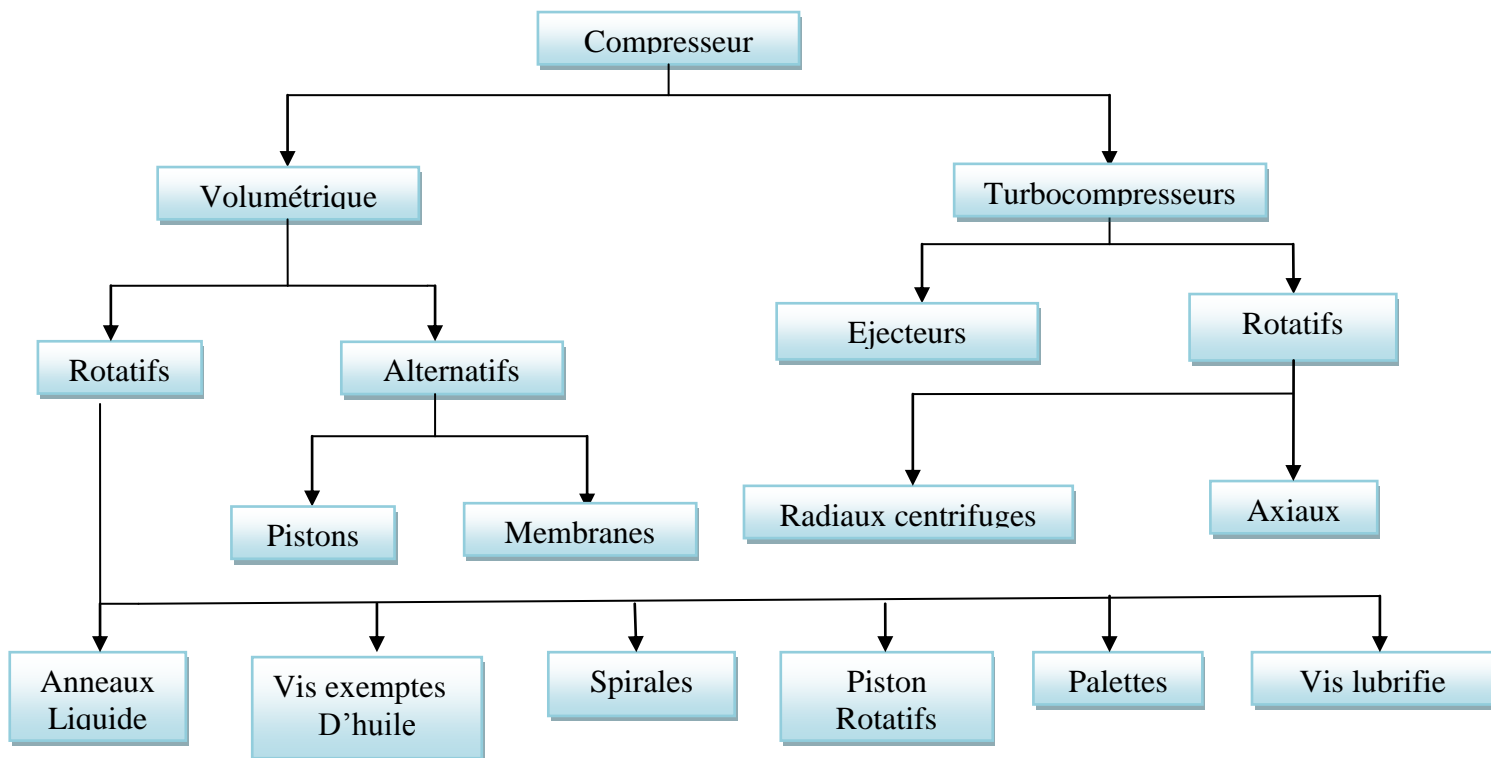 Compresseur
Volumétrique
Turbocompresseurs
Ejecteurs
Rotatifs
Rotatifs
Alternatifs
Radiaux centrifuges
Axiaux
Pistons
Membranes
Anneaux
Liquide
Vis exemptes
D’huile
Spirales
Piston
Rotatifs
Palettes
Vis lubrifie